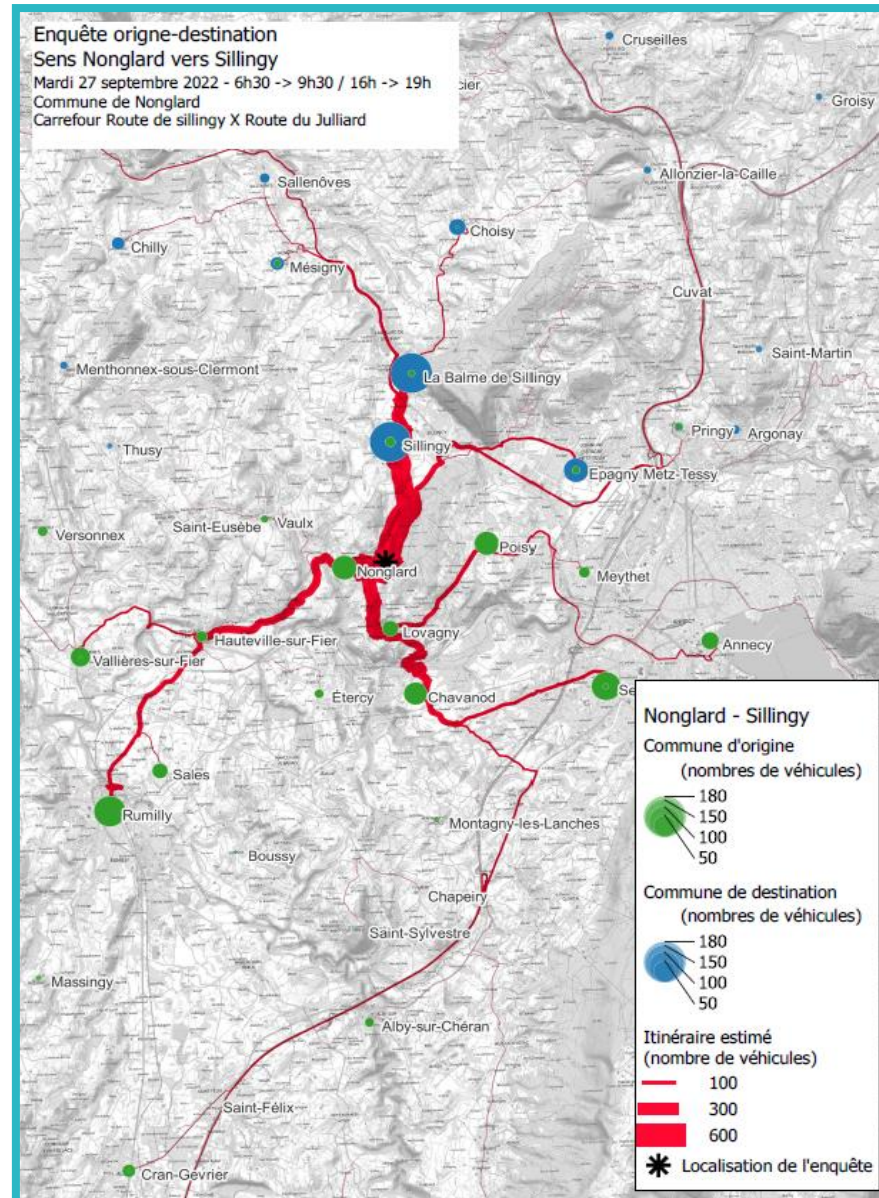 Enquête origne-destination
Sens Nonglard vers Sillingy
Mardi 27 septembre 2022 - 6h30 -> 9h30 / 16h -> 19h
Commune de Nonglard
Carrefour Route de sillingy X Route du Julliard
Cruseilles
cier
Groisy
Allonzier-la-Caille
Sallenôves
Choisy
Chilly
Mésigny
Cuvat
Saint-Martin
Menthonnex-sous-Clermont
La Balme de Sillingy
Pringy
Argonay
Thusy
Sillingy
Epagny Metz-Tessy
Versonnex
Saint-Eusèbe
Vaulx
Poisy
Nonglard
Meythet
Hauteville-sur-Fier
Lovagny
Annecy
Vallières-sur-Fier
Étercy
Chavanod
Se
Sales
Rumilly
Montagny-les-Lanches
Boussy
Chapeiry
Saint-Sylvestre
Massingy
Alby-sur-Chéran
Saint-Félix
Cran-Gevrier
Nonglard - Sillingy
Commune d'origine
(nombres de véhicules)
180
150
100
50
Commune de destination
(nombres de véhicules)
180
150
100
50
Itinéraire estimé
(nombre de véhicules)
100
300
600
Localisation de l'enquête